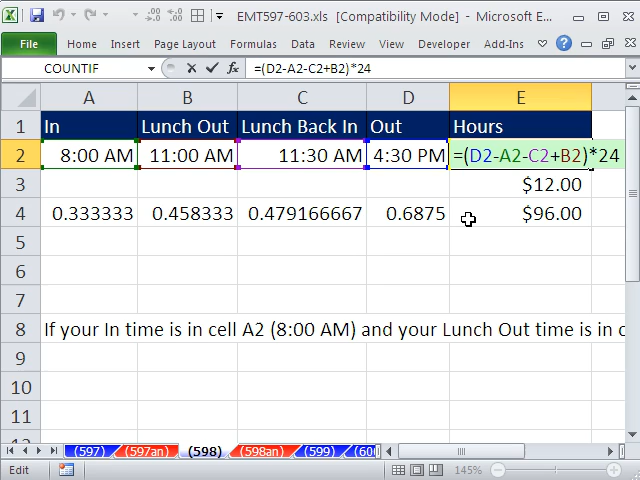 EMT597-603.xls [Compatibility Mode] - Microsoft E...
File Home Insert Page Layout Formulas Data Review Developer Add-Ins
COUNTIF fx =(D2-A2-C2+B2)*24
A B C D E
1 In Lunch Out Lunch Back In Out Hours
2 8:00 AM 11:00 AM 11:30 AM 4:30 PM =(D2-A2-C2+B2)*24
3 $12.00
4 0.333333 0.458333 0.479166667 0.6875 $96.00
5
6
7
8 If your In time is in cell A2 (8:00 AM) and your Lunch Out time is in c
9
10
11
(597) (597an) (598) (598an) (599) (600
Edit 145%